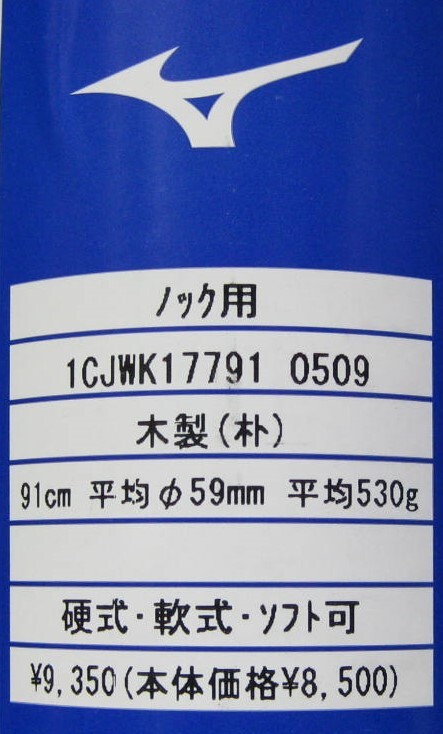 ノック用
1CJWK17791 0509
木製(朴)
91cm 平均φ59mm 平均530g
硬式・軟式・ソフト可
¥9,350(本体価格¥8,500)